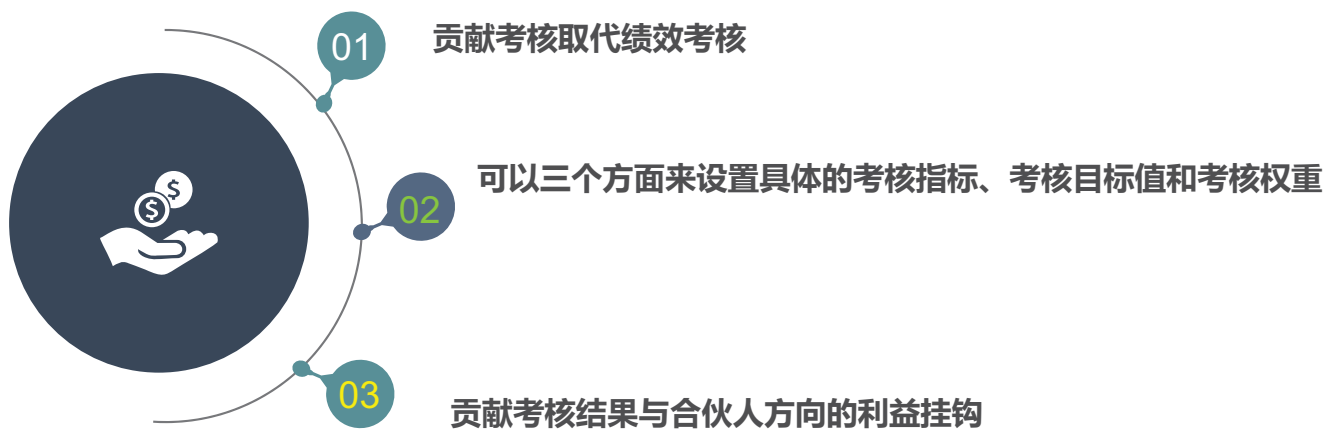 01
贡献考核取代绩效考核
02
可以三个方面来设置具体的考核指标、考核目标值和考核权重
03
贡献考核结果与合伙人方向的利益挂钩
$
$